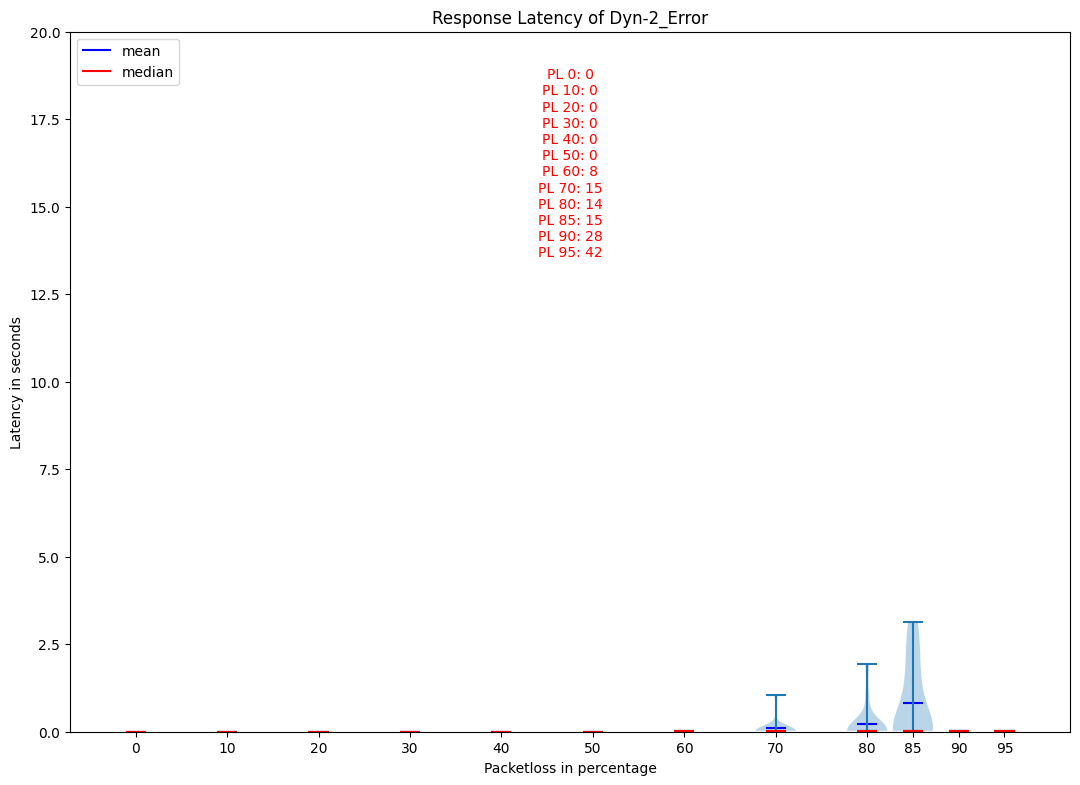 Response Latency of Dyn-2_Error
20.0
17.5
15.0
12.5
10.0
7.5
5.0
2.5
0.0
Latency in seconds
mean
median
PL 0: 0
PL 10: 0
PL 20: 0
PL 30: 0
PL 40: 0
PL 50: 0
PL 60: 8
PL 70: 15
PL 80: 14
PL 85: 15
PL 90: 28
PL 95: 42
0 10 20 30 40 50 60 70 80 85 90 95
Packetloss in percentage